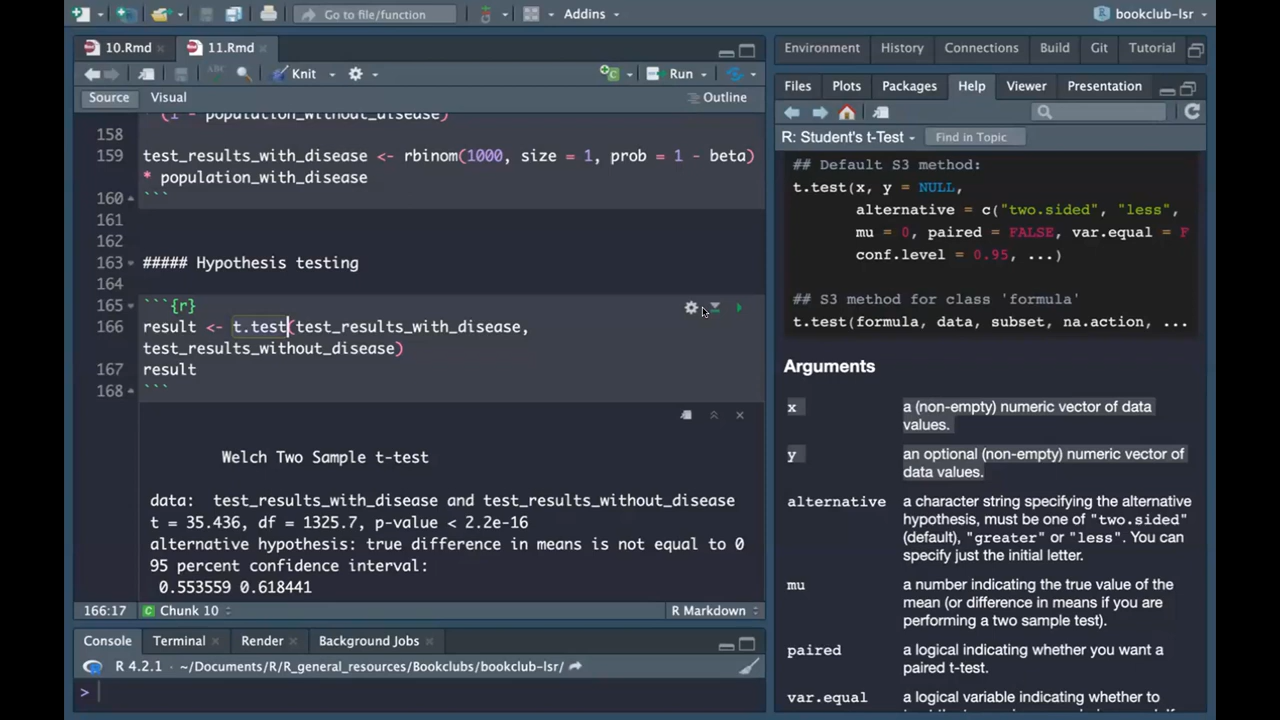 Go to file/function
Addins
bookclub-lsr
10.Rmd
11.Rmd
Knit
Run
Source
Visual
Outline
(1 - population_without_disease)
158
159 test_results_with_disease <- rbinom(1000, size = 1, prob = 1 - beta)
* population_with_disease
160 ```
161
162
163 ##### Hypothesis testing
164
165 ```{r}
166 result <- t.test(test_results_with_disease,
test_results_without_disease)
167 result
168 ```
Welch Two Sample t-test
data: test_results_with_disease and test_results_without_disease
t = 35.436, df = 1325.7, p-value < 2.2e-16
alternative hypothesis: true difference in means is not equal to 0
95 percent confidence interval:
0.553559 0.618441
166:17
Chunk 10
R Markdown
Console
Terminal
Render
Background Jobs
R 4.2.1 · ~/Documents/R/R_general_resources/Bookclubs/bookclub-lsr/
>
Environment
History
Connections
Build
Git
Tutorial
Files
Plots
Packages
Help
Viewer
Presentation
R: Student's t-Test
Find in Topic
## Default S3 method:
t.test(x, y = NULL,
alternative = c("two.sided", "less",
mu = 0, paired = FALSE, var.equal = F
conf.level = 0.95, ...)
## S3 method for class 'formula'
t.test(formula, data, subset, na.action, ...
Arguments
x a (non-empty) numeric vector of data
values.
y an optional (non-empty) numeric vector of
data values.
alternative a character string specifying the alternative
hypothesis, must be one of "two.sided"
(default), "greater" or "less". You can
specify just the initial letter.
mu a number indicating the true value of the
mean (or difference in means if you are
performing a two sample test).
paired a logical indicating whether you want a
paired t-test.
var.equal a logical variable indicating whether to